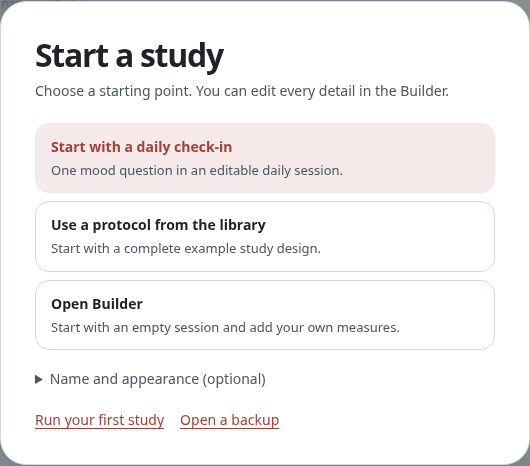 Start a study
Choose a starting point. You can edit every detail in the Builder.
Start with a daily check-in
One mood question in an editable daily session.
Use a protocol from the library
Start with a complete example study design.
Open Builder
Start with an empty session and add your own measures.
Name and appearance (optional)
Run your first study Open a backup